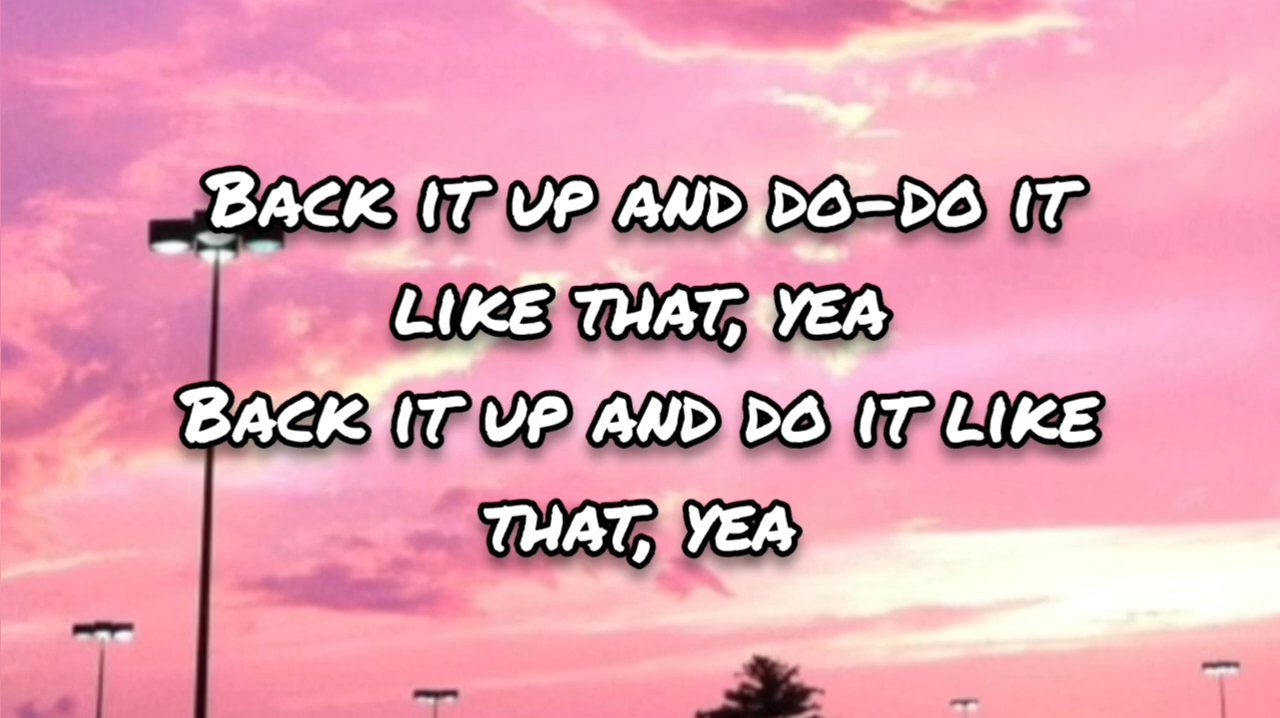 Back it up and do-do it
like that, yea
Back it up and do it like
that, yea